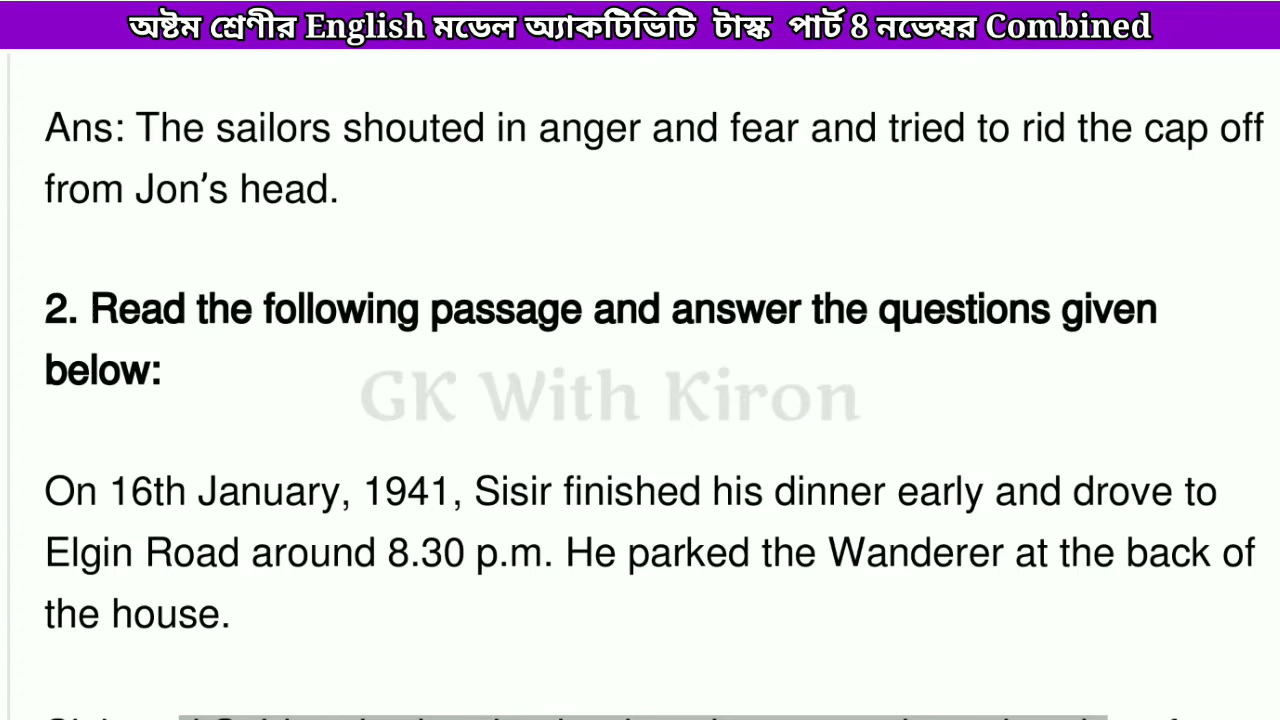 অষ্টম শ্রেণীর English মডেল অ্যাকটিভিটি টাস্ক পার্ট 8 নভেম্বর Combined
Ans: The sailors shouted in anger and fear and tried to rid the cap off
from Jon's head.
2. Read the following passage and answer the questions given
below:
GK With Kiron
On 16th January, 1941, Sisir finished his dinner early and drove to
Elgin Road around 8.30 p.m. He parked the Wanderer at the back of
the house.